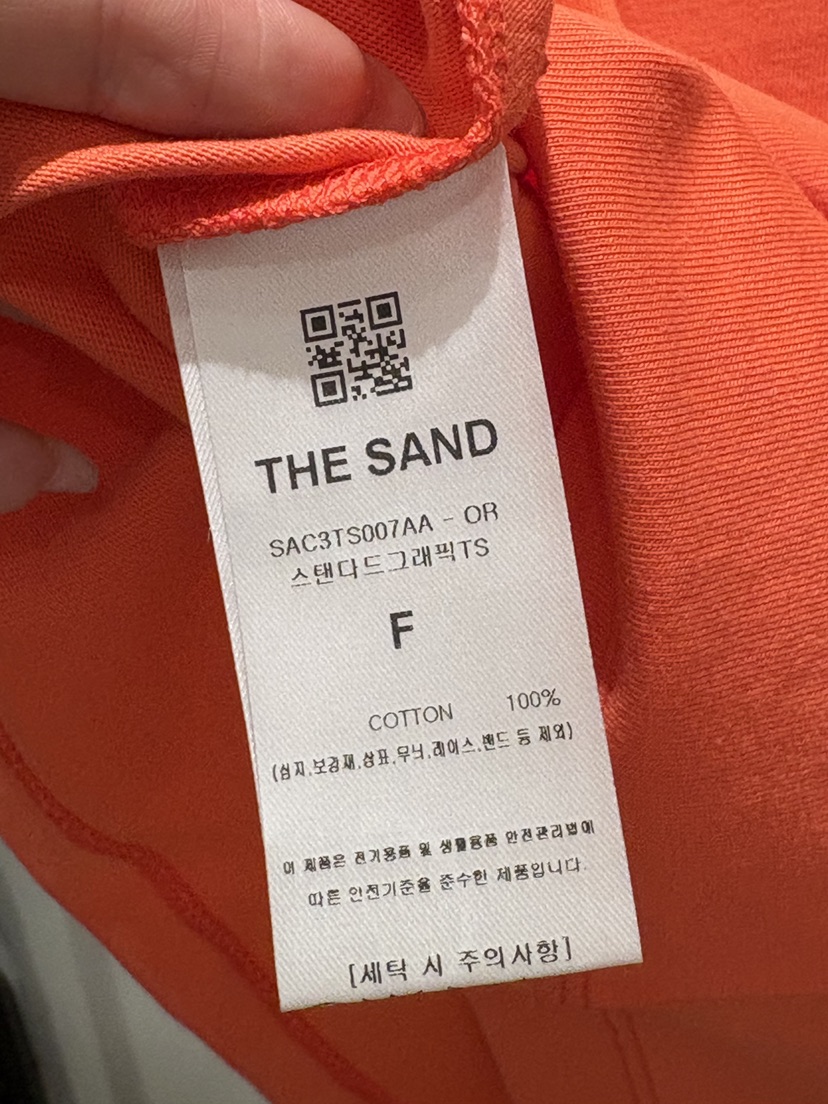 THE SAND
SAC3TS007AA - OR
스탠다드그래픽TS
F
COTTON 100%
(심지,보강재,상표,무늬,레이스,밴드 등 제외)
이 제품은 전기용품 및 생활용품 안전관리법에
따른 안전기준을 준수한 제품입니다.
[세탁 시 주의사항]